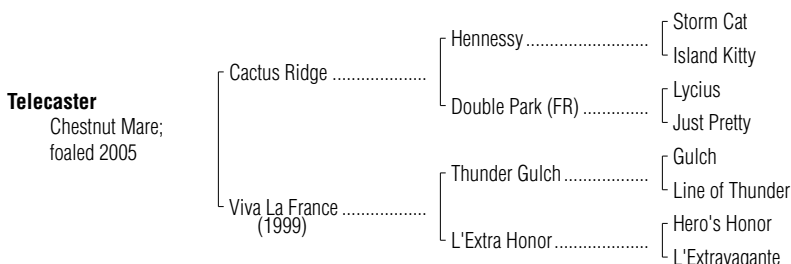 Telecaster
Chestnut Mare;
foaled 2005
Cactus Ridge ....................
Viva La France ..................
(1999)
Hennessy ..........................
Double Park (FR) ..............
Thunder Gulch ..................
L'Extra Honor ....................
Storm Cat
Island Kitty
Lycius
Just Pretty
Gulch
Line of Thunder
Hero's Honor
L'Extravagante